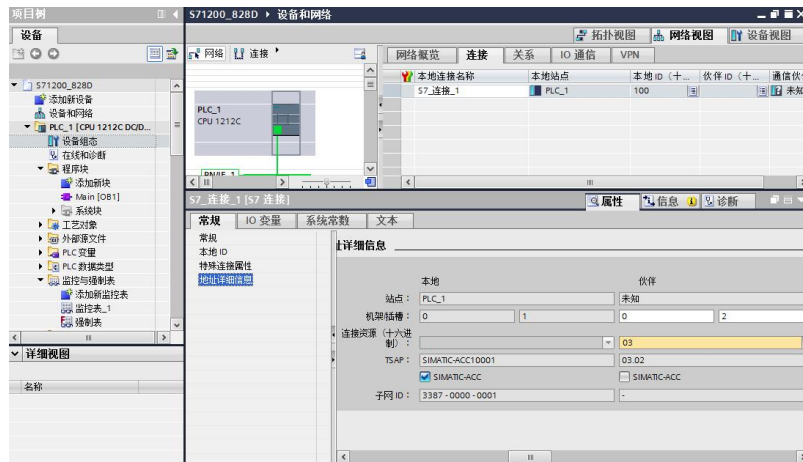 项目树
S71200_828D ▸ 设备和网络
设备
拓扑视图 网络视图 设备视图
网络 连接
网络概览 连接 关系 IO 通信 VPN
本地连接名称 本地站点 本地 ID（十... 伙伴 ID（十... 通信伙
S7_连接_1 PLC_1 100 未知
S71200_828D
添加新设备
设备和网络
PLC_1 [CPU 1212C DC/D...
设备组态
在线和诊断
程序块
添加新块
Main [OB1]
系统块
工艺对象
外部源文件
PLC 变量
PLC 数据类型
监控与强制表
添加新监控表
监控表_1
强制表
PLC_1
CPU 1212C
PN/IE_1
S7_连接_1 [S7 连接]
属性 信息 诊断
常规 IO 变量 系统常数 文本
常规
本地 ID
特殊连接属性
地址详细信息
址详细信息
本地 伙伴
站点： PLC_1 未知
机架/插槽： 0 1 0 2
连接资源（十六进
制）： 03
TSAP： SIMATIC-ACC10001 03.02
SIMATIC-ACC SIMATIC-ACC
子网 ID： 3387 - 0000 - 0001 -
详细视图
名称